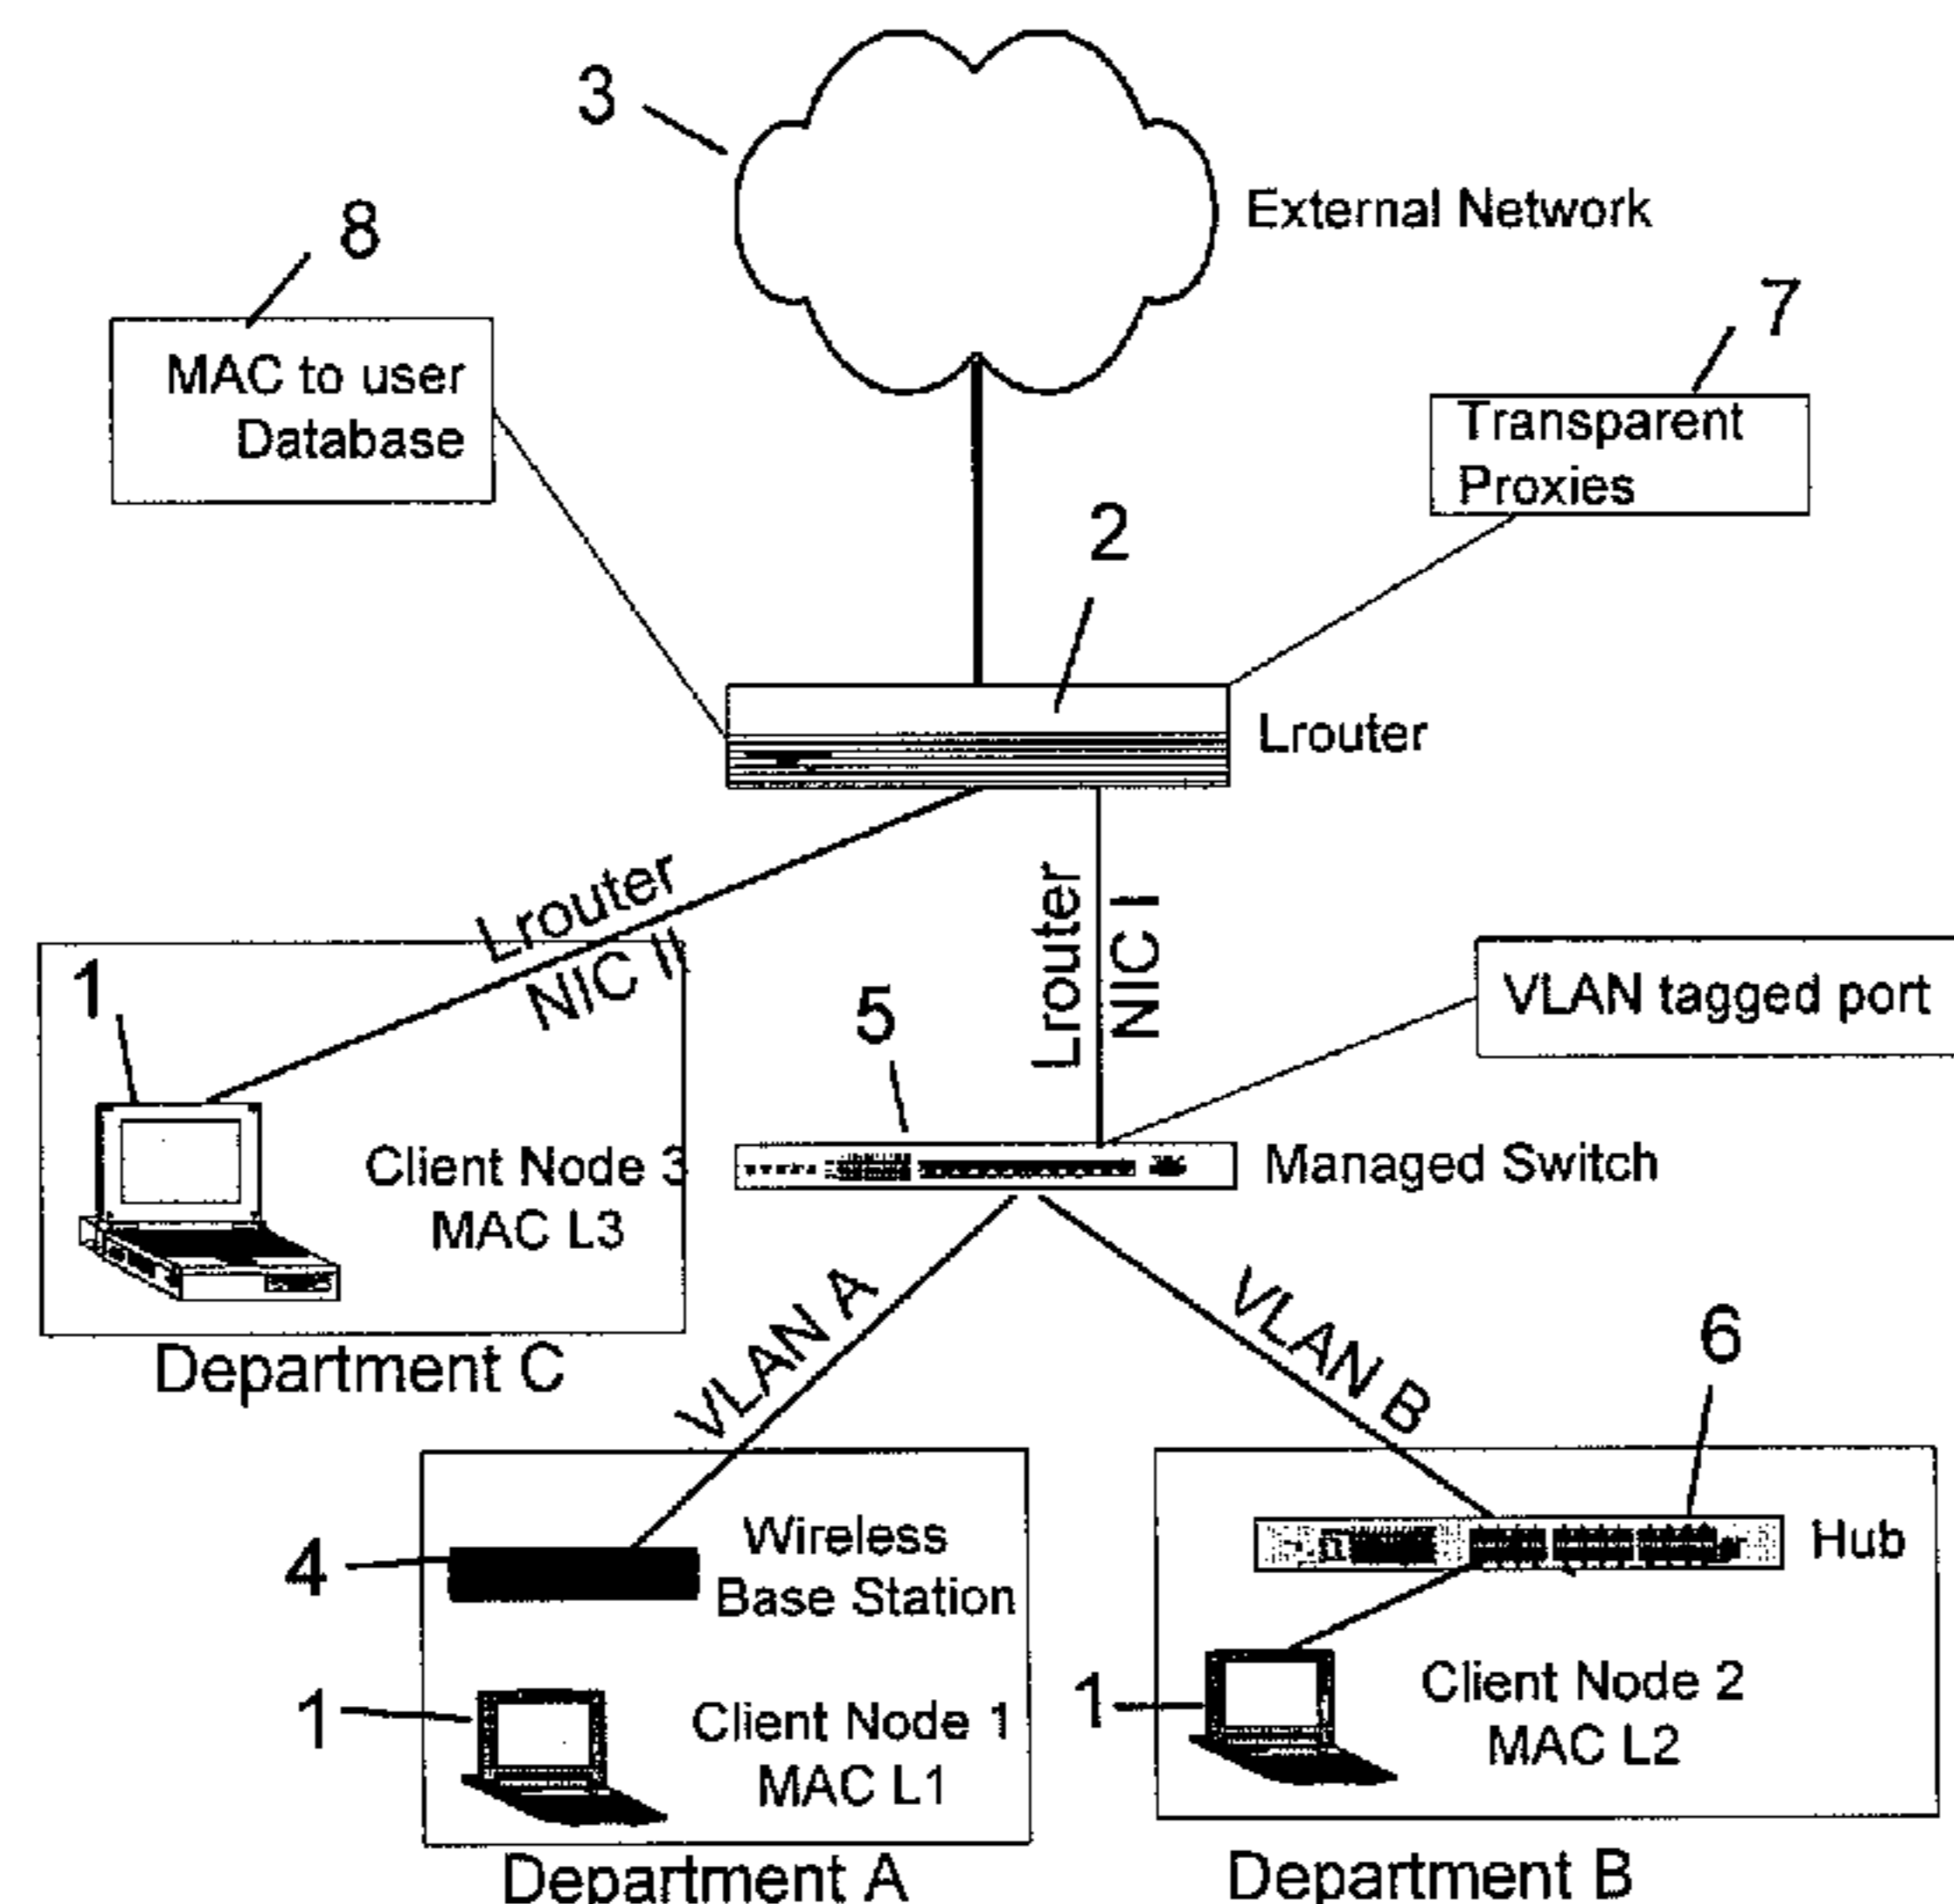 3
External Network
8
MAC to user
Database
7
Transparent
Proxies
2
Lrouter
Lrouter
NIC II
Lrouter
NIC I
VLAN tagged port
1
5
Client Node 3
MAC L3
Managed Switch
Department C
VLAN A
VLAN B
6
4
Wireless
Base Station
Hub
1
Client Node 1
MAC L1
1
Client Node 2
MAC L2
Department A
Department B